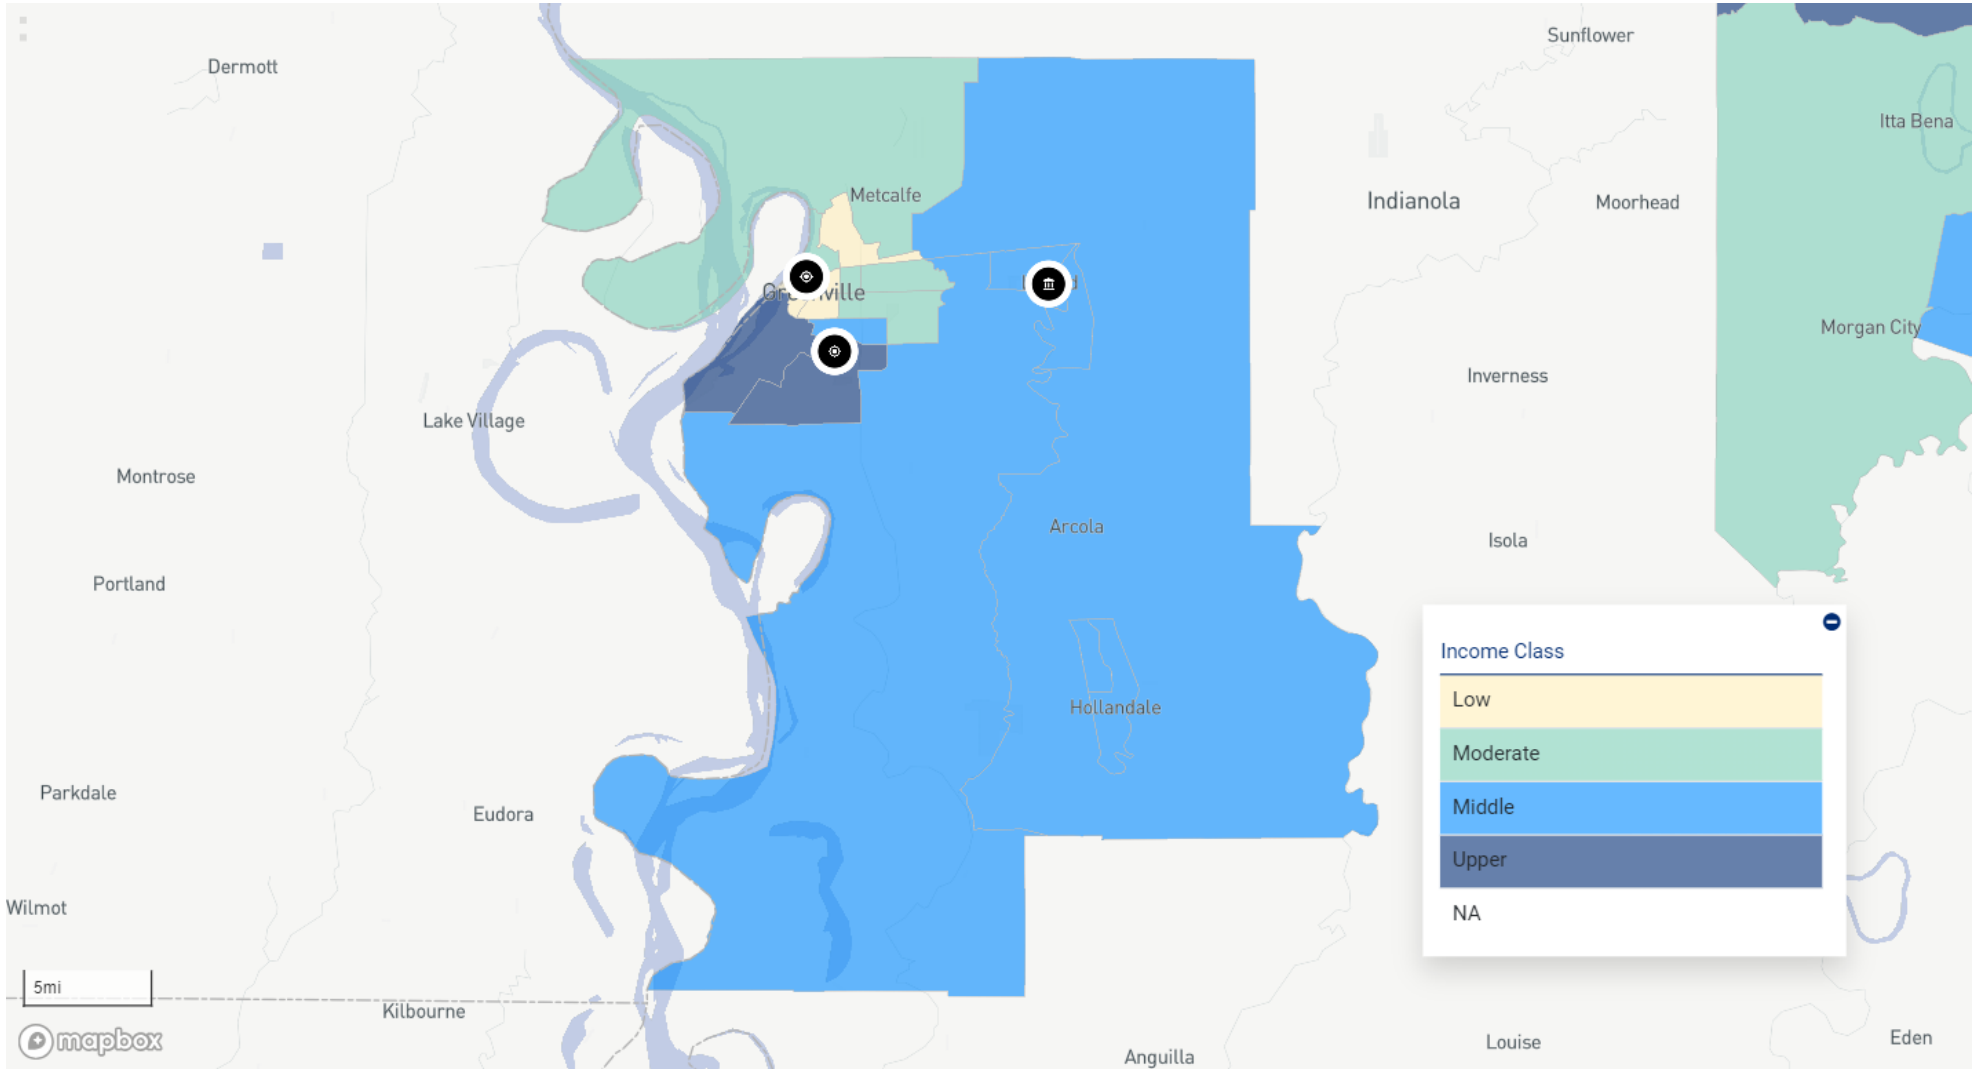 Sunflower
Dermott
Itta Bena
Metcalfe
Indianola
Moorhead
Morgan City
Inverness
Lake Village
Montrose
Arcola
Isola
Portland
Hollandale
Parkdale
Eudora
Wilmot
Kilbourne
Anguilla
Louise
Eden
Income Class
Low
Moderate
Middle
Upper
NA
5mi
mapbox